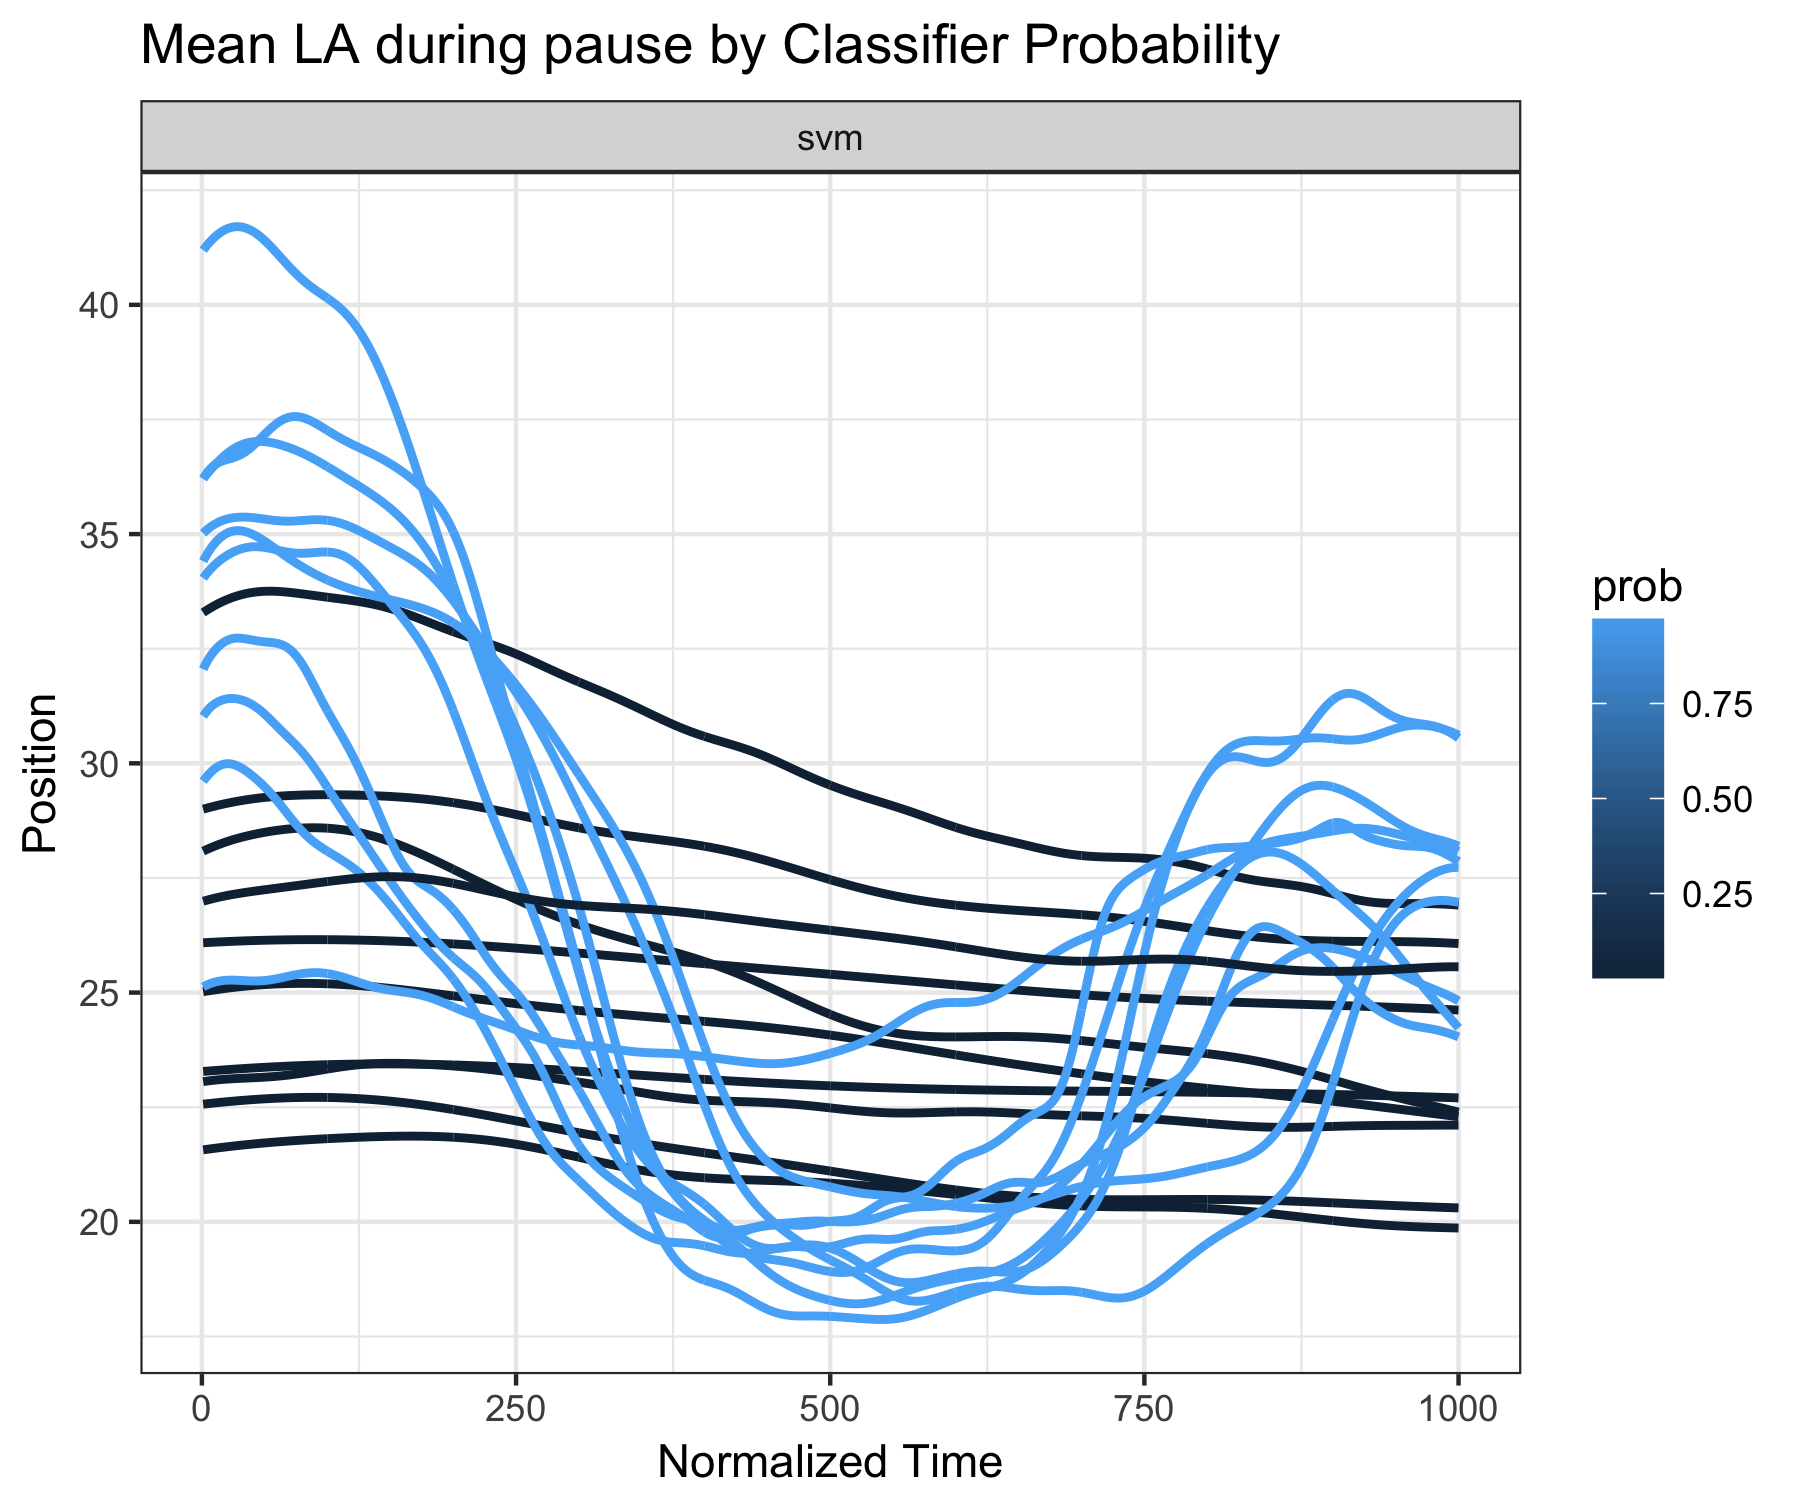 Mean LA during pause by Classifier Probability
svm
40
35
30
25
20
Position
0 250 500 750 1000
Normalized Time
prob
0.75
0.50
0.25